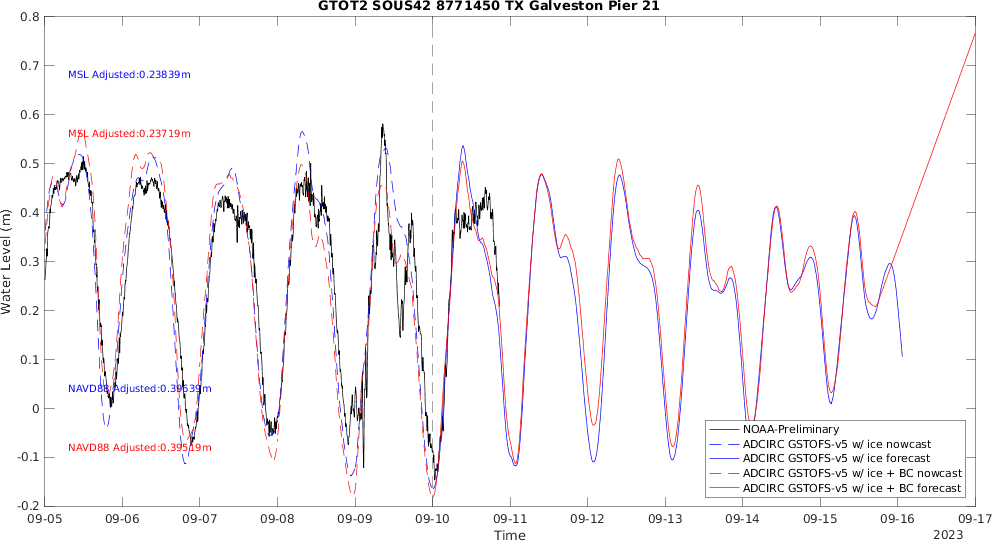 GTOT2 SOUS42 8771450 TX Galveston Pier 21
0.8
0.7
0.6
0.5
0.4
0.3
0.2
0.1
0
-0.1
-0.2
Water Level (m)
MSL Adjusted:0.23839m
MSL Adjusted:0.23719m
NAVD88 Adjusted:0.39639m
NAVD88 Adjusted:0.39519m
NOAA-Preliminary
ADCIRC GSTOFS-v5 w/ ice nowcast
ADCIRC GSTOFS-v5 w/ ice forecast
ADCIRC GSTOFS-v5 w/ ice + BC nowcast
ADCIRC GSTOFS-v5 w/ ice + BC forecast
09-05 09-06 09-07 09-08 09-09 09-10 09-11 09-12 09-13 09-14 09-15 09-16 09-17
Time
2023